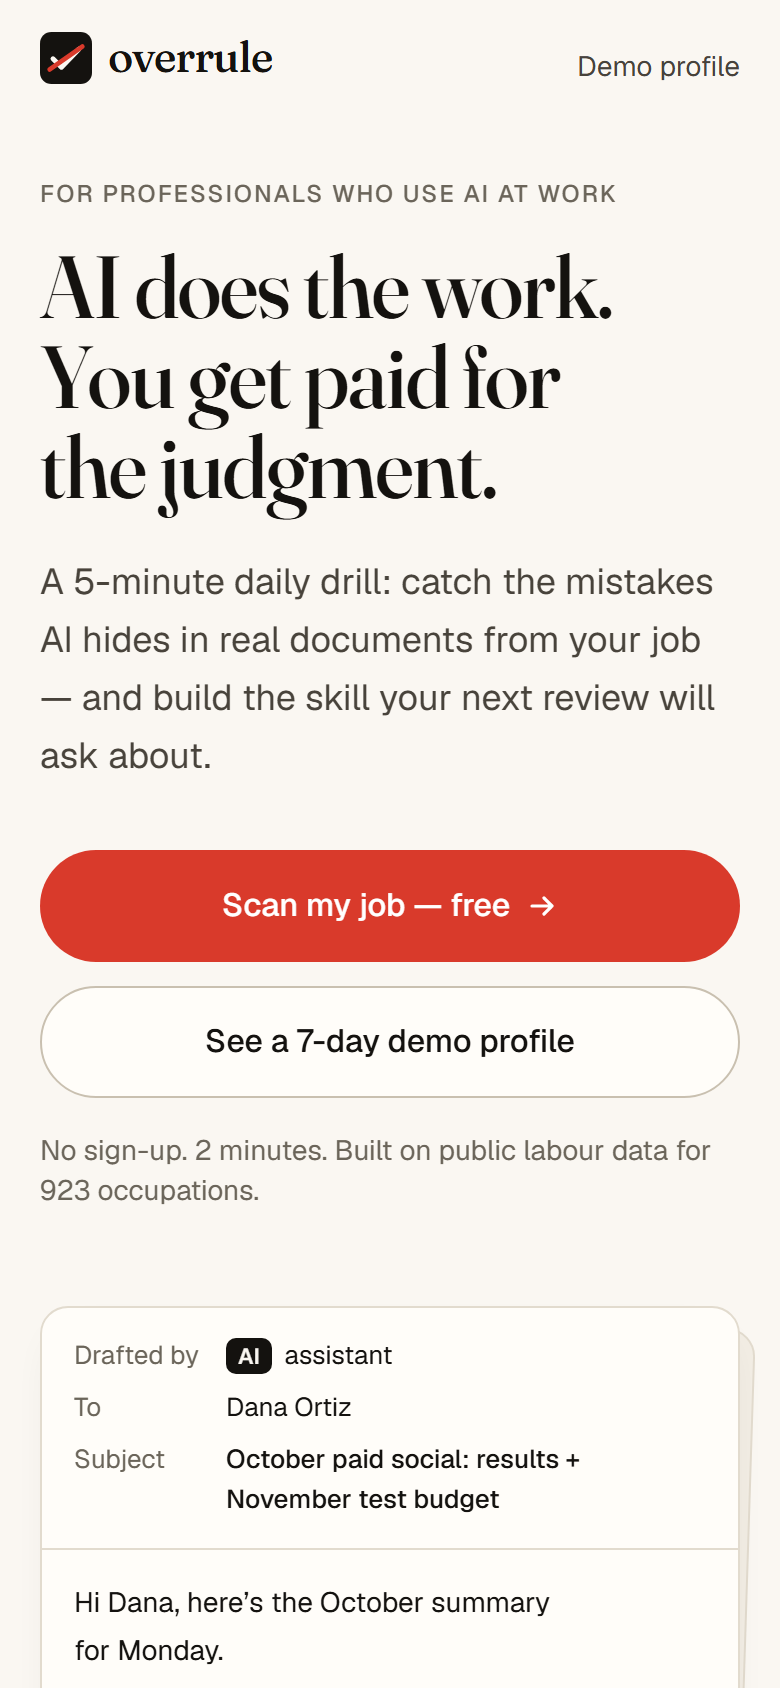 overrule
Demo profile
FOR PROFESSIONALS WHO USE AI AT WORK
AI does the work.
You get paid for
the judgment.
A 5-minute daily drill: catch the mistakes
AI hides in real documents from your job
— and build the skill your next review will
ask about.
Scan my job — free →
See a 7-day demo profile
No sign-up. 2 minutes. Built on public labour data for
923 occupations.
Drafted by AI assistant
To Dana Ortiz
Subject October paid social: results +
November test budget
Hi Dana, here’s the October summary
for Monday.